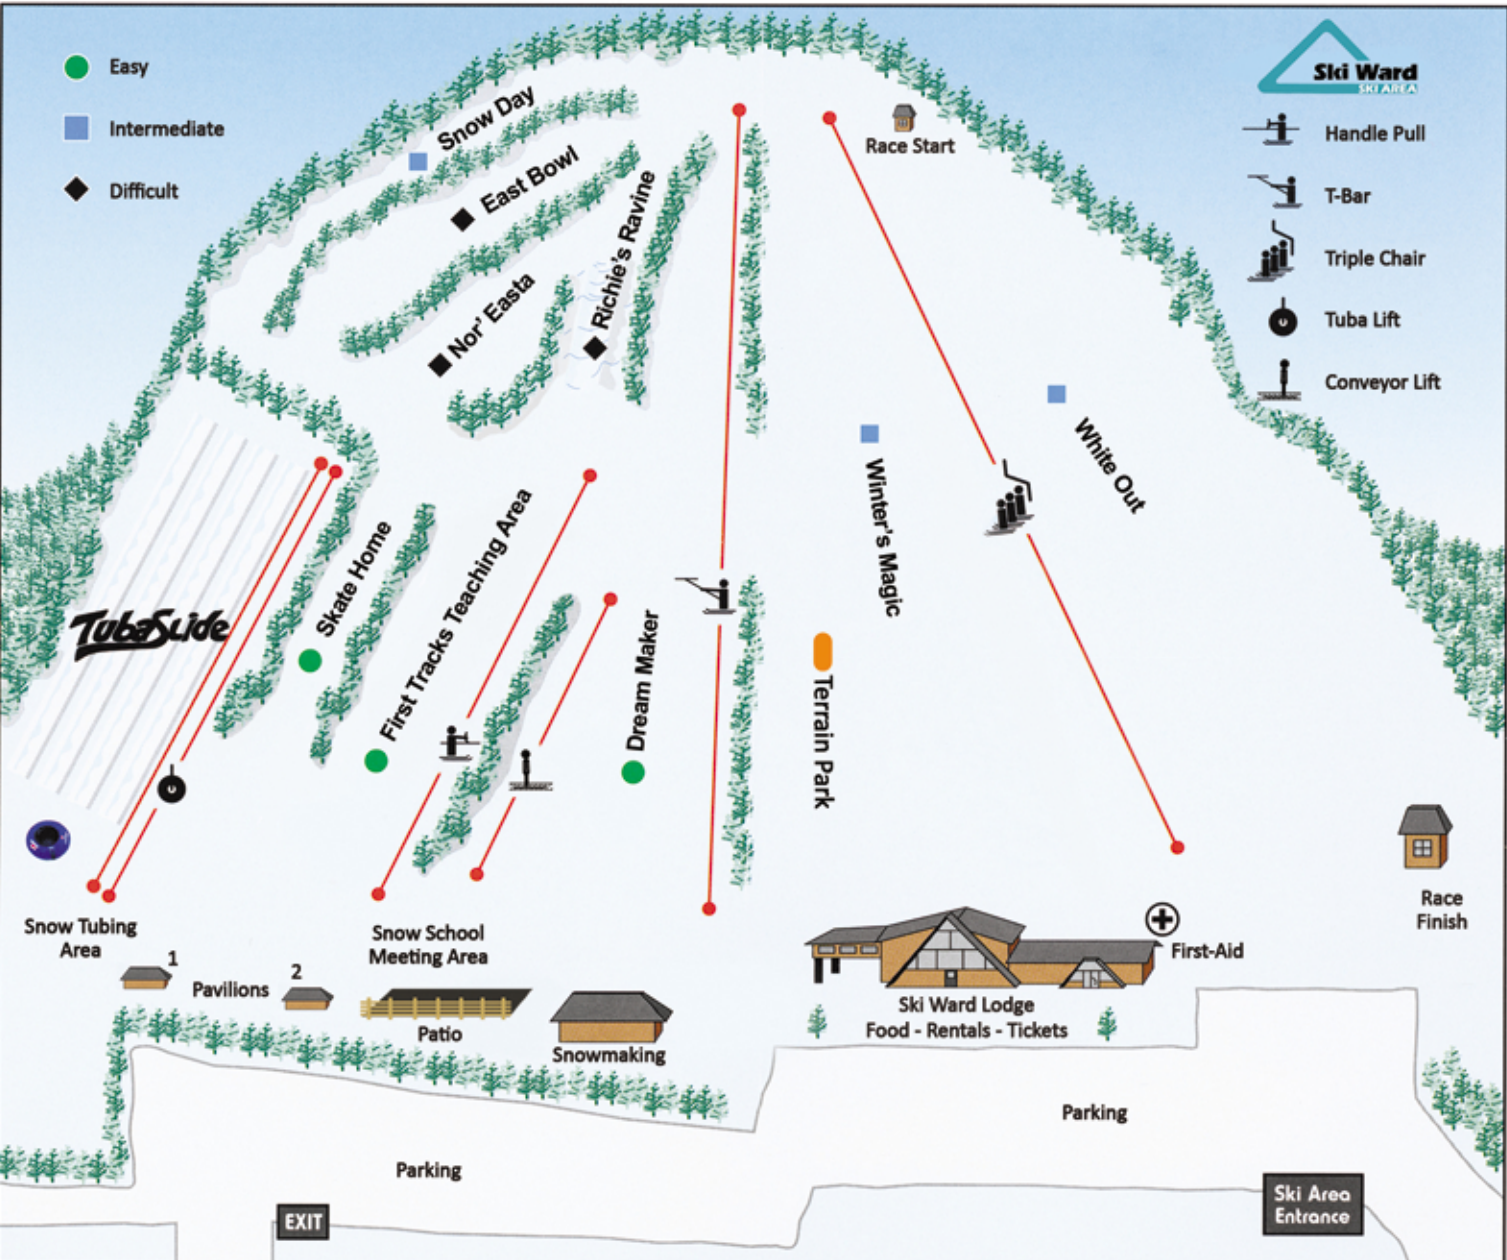 Easy
Intermediate
Difficult
Ski Ward
SKI AREA
Handle Pull
T-Bar
Triple Chair
Tuba Lift
Conveyor Lift
Snow Day
East Bowl
Richie's Ravine
Nor' Easta
Race Start
White Out
Winter's Magic
Terrain Park
Dream Maker
First Tracks Teaching Area
Skate Home
TubaSlide
Snow Tubing
Area
1
Pavilions
2
Snow School
Meeting Area
Patio
Snowmaking
Ski Ward Lodge
Food - Rentals - Tickets
First-Aid
Race
Finish
Parking
Parking
EXIT
Ski Area
Entrance